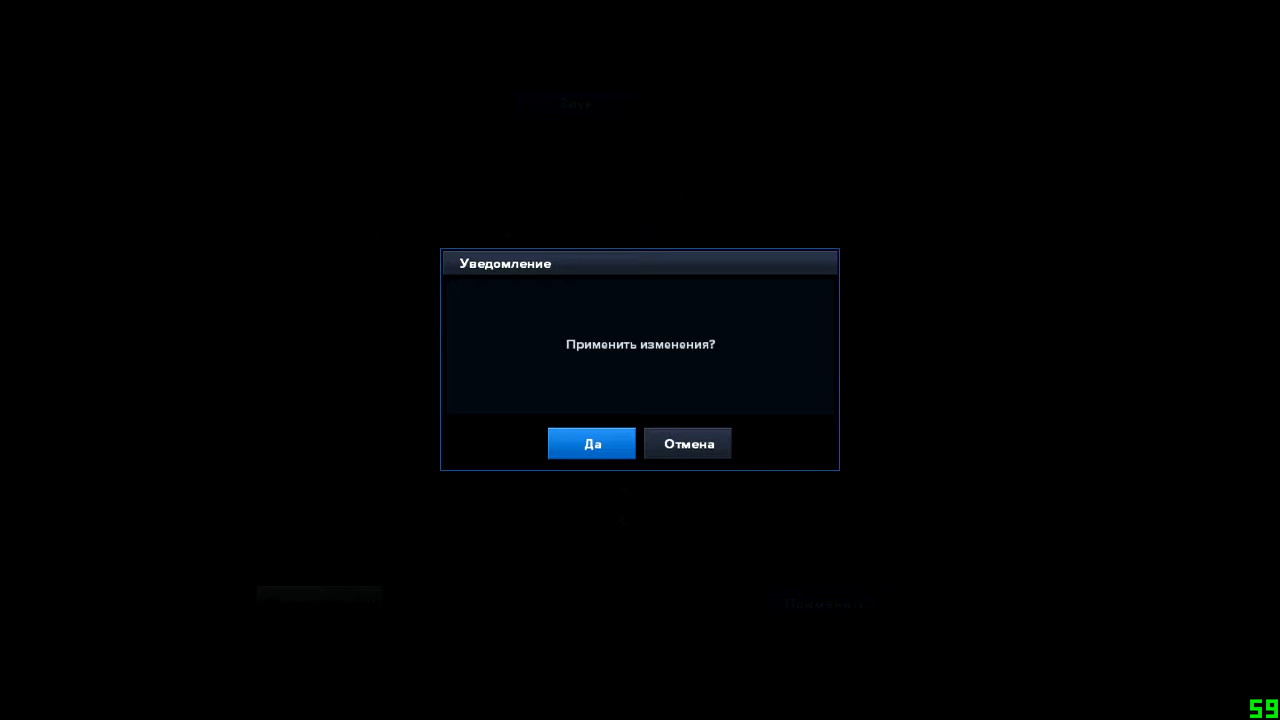 Уведомление
Применить изменения?
Да
Отмена
59